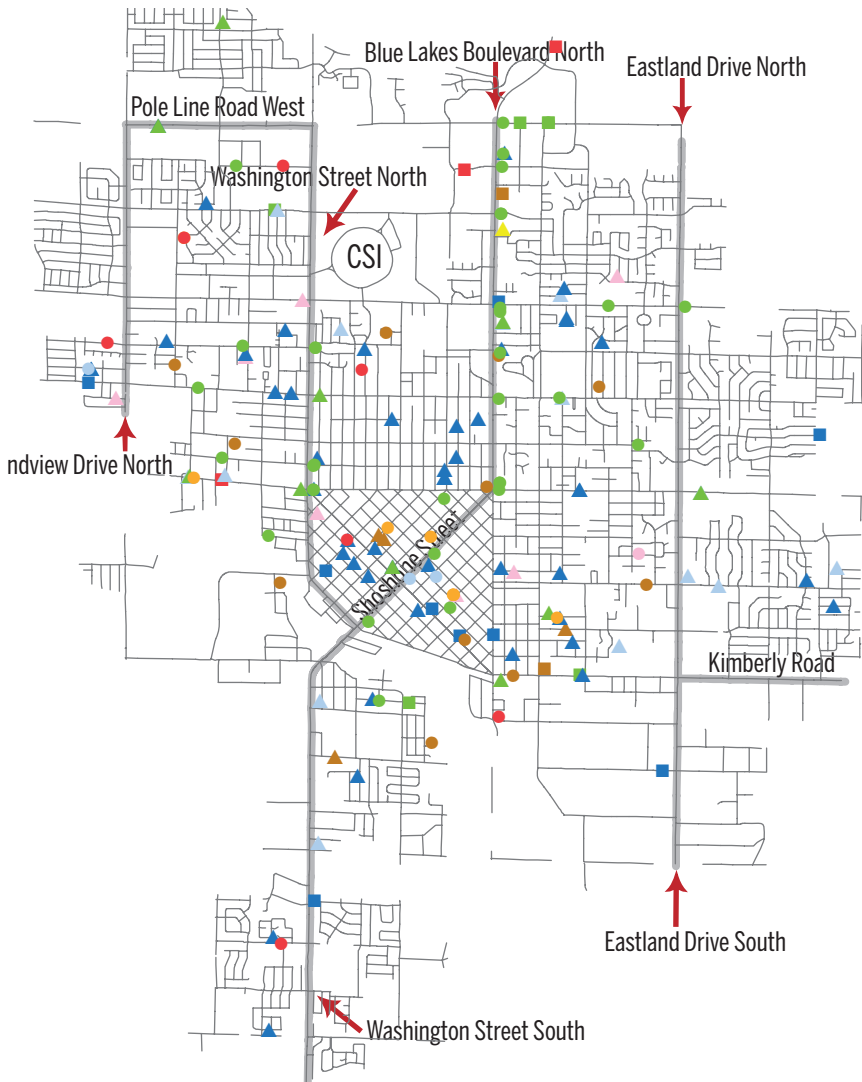 Blue Lakes Boulevard North
Eastland Drive North
Pole Line Road West
Washington Street North
CSI
ndview Drive North
Shoshone Street
Kimberly Road
Eastland Drive South
Washington Street South